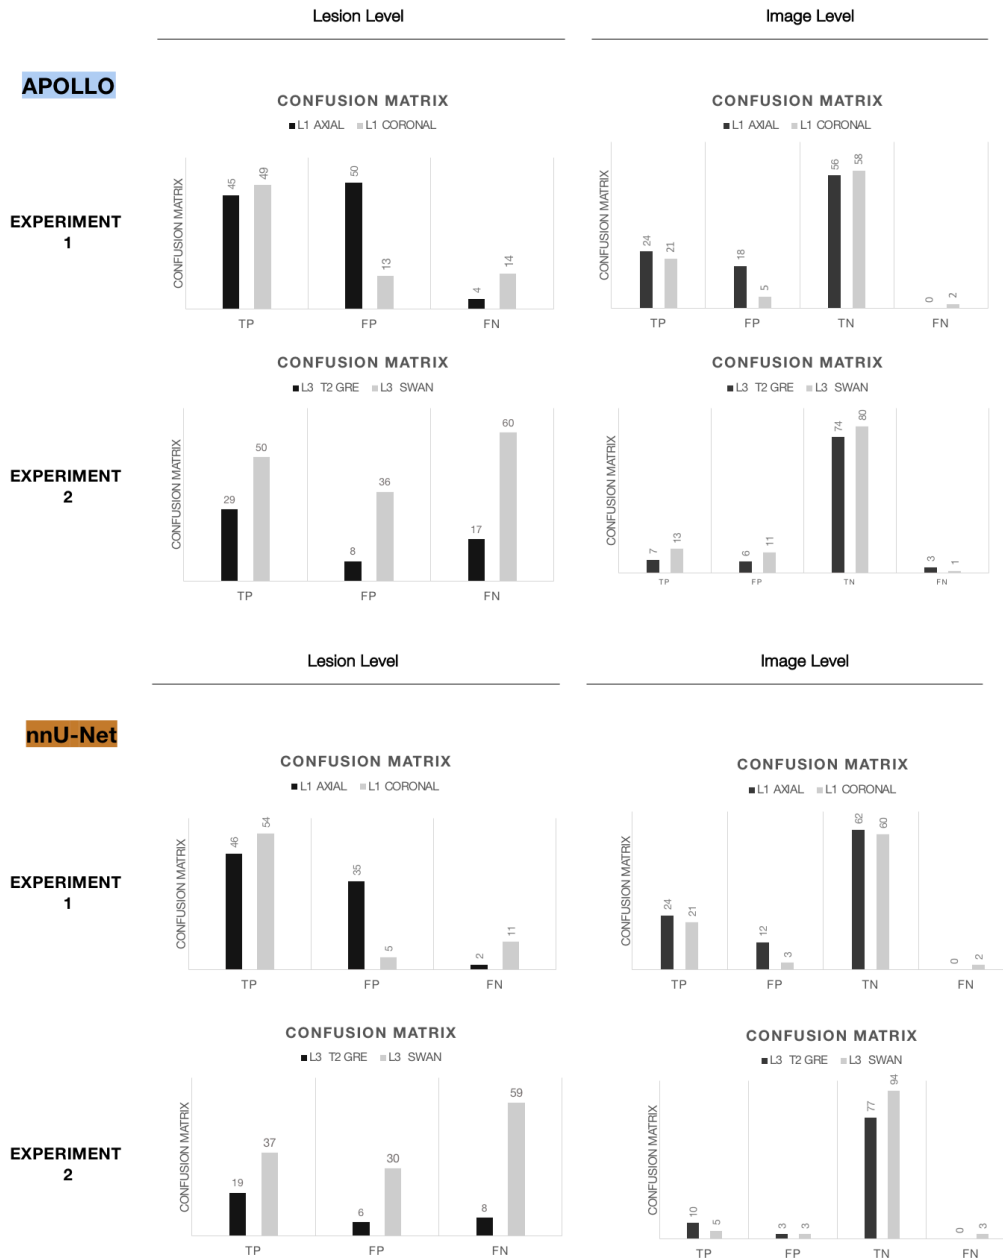 Lesion Level
Image Level
APOLLO
EXPERIMENT
1
CONFUSION MATRIX
L1 AXIAL L1 CORONAL
CONFUSION MATRIX
45 49 50 13 4 14
TP FP FN
CONFUSION MATRIX
L1 AXIAL L1 CORONAL
CONFUSION MATRIX
24 21 18 5 56 58 0 2
TP FP TN FN
EXPERIMENT
2
CONFUSION MATRIX
L3 T2 GRE L3 SWAN
CONFUSION MATRIX
29 50 8 36 17 60
TP FP FN
CONFUSION MATRIX
L3 T2 GRE L3 SWAN
CONFUSION MATRIX
7 13 6 11 74 80 3 1
TP FP TN FN
Lesion Level
Image Level
nnU-Net
EXPERIMENT
1
CONFUSION MATRIX
L1 AXIAL L1 CORONAL
CONFUSION MATRIX
46 54 35 5 2 11
TP FP FN
CONFUSION MATRIX
L1 AXIAL L1 CORONAL
CONFUSION MATRIX
24 21 12 3 62 60 0 2
TP FP TN FN
EXPERIMENT
2
CONFUSION MATRIX
L3 T2 GRE L3 SWAN
CONFUSION MATRIX
19 37 6 30 8 59
TP FP FN
CONFUSION MATRIX
L3 T2 GRE L3 SWAN
CONFUSION MATRIX
10 5 3 3 77 94 0 3
TP FP TN FN